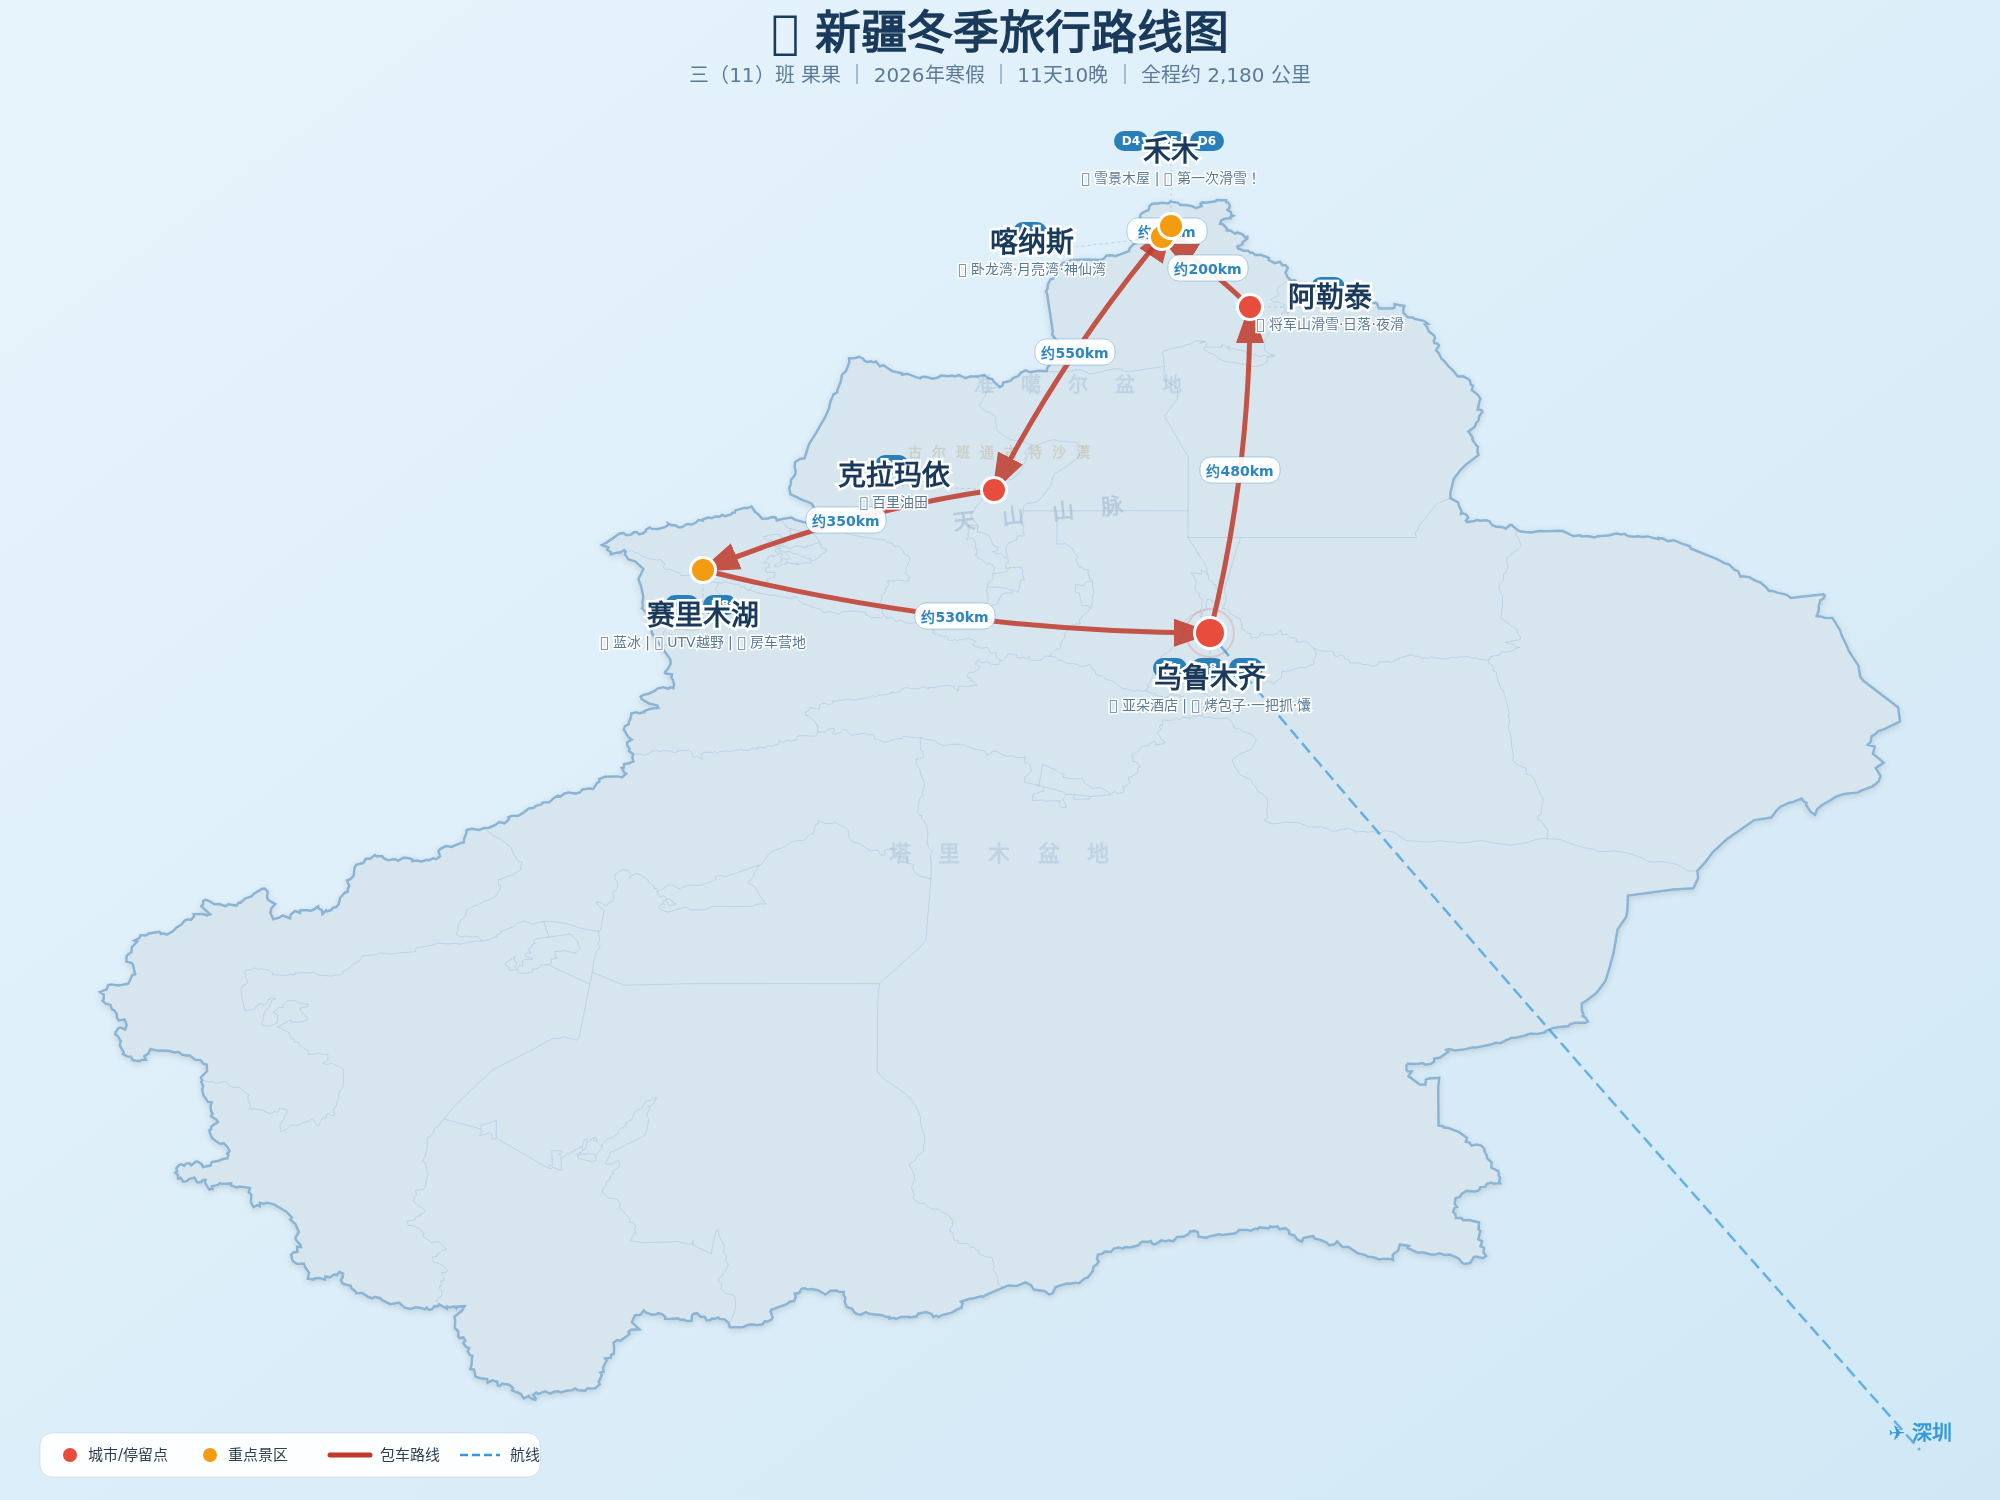 新疆冬季旅行路线图
三（11）班 果果 ｜ 2026年寒假 ｜ 11天10晚 ｜ 全程约 2,180 公里
D4 D6
禾木
雪景木屋 | 第一次滑雪！
喀纳斯
卧龙湾·月亮湾·神仙湾
约200km
阿勒泰
将军山滑雪·日落·夜滑
约550km
准噶尔盆地
古尔班通古特沙漠
克拉玛依
百里油田
约480km
天山山脉
约350km
赛里木湖
蓝冰 | UTV越野 | 房车营地
约530km
乌鲁木齐
亚朵酒店 | 烤包子·一把抓·馕
塔里木盆地
✈ 深圳
城市/停留点 重点景区 包车路线 航线